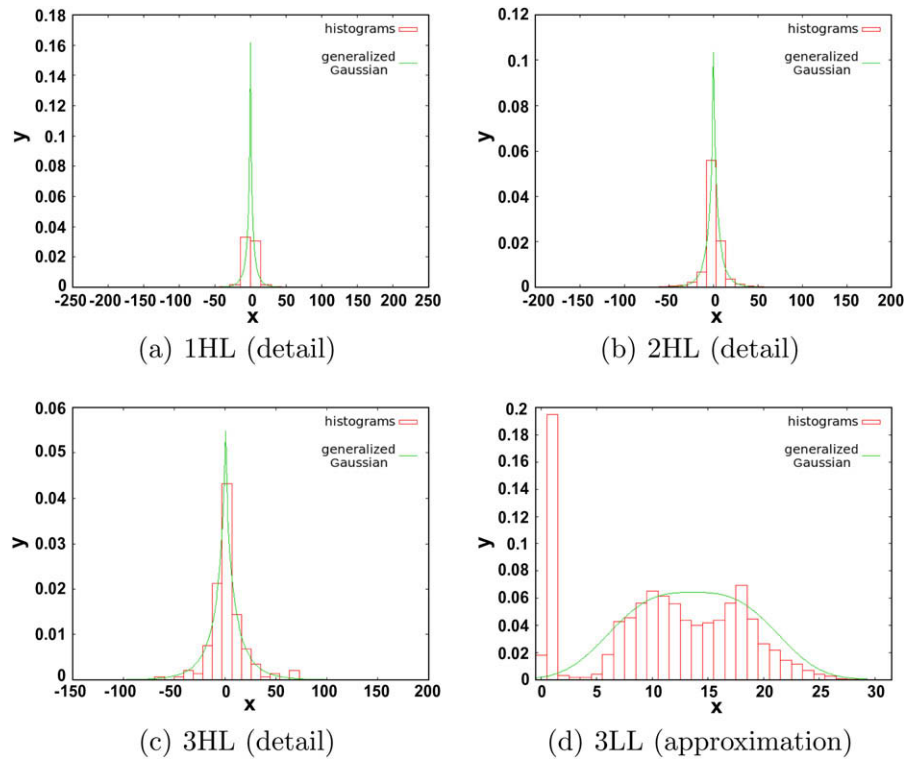 0.18
0.16
0.14
0.12
0.1
0.08
0.06
0.04
0.02
0
y
histograms
generalized
Gaussian
-250 -200 -150 -100 -50 0 50 100 150 200 250
x
(a) 1HL (detail)
0.12
0.1
0.08
0.06
0.04
0.02
0
y
histograms
generalized
Gaussian
-200 -150 -100 -50 0 50 100 150 200
x
(b) 2HL (detail)
0.06
0.05
0.04
0.03
0.02
0.01
0
y
histograms
generalized
Gaussian
-150 -100 -50 0 50 100 150 200
x
(c) 3HL (detail)
0.2
0.18
0.16
0.14
0.12
0.1
0.08
0.06
0.04
0.02
0
y
histograms
generalized
Gaussian
0 5 10 15 20 25 30
x
(d) 3LL (approximation)